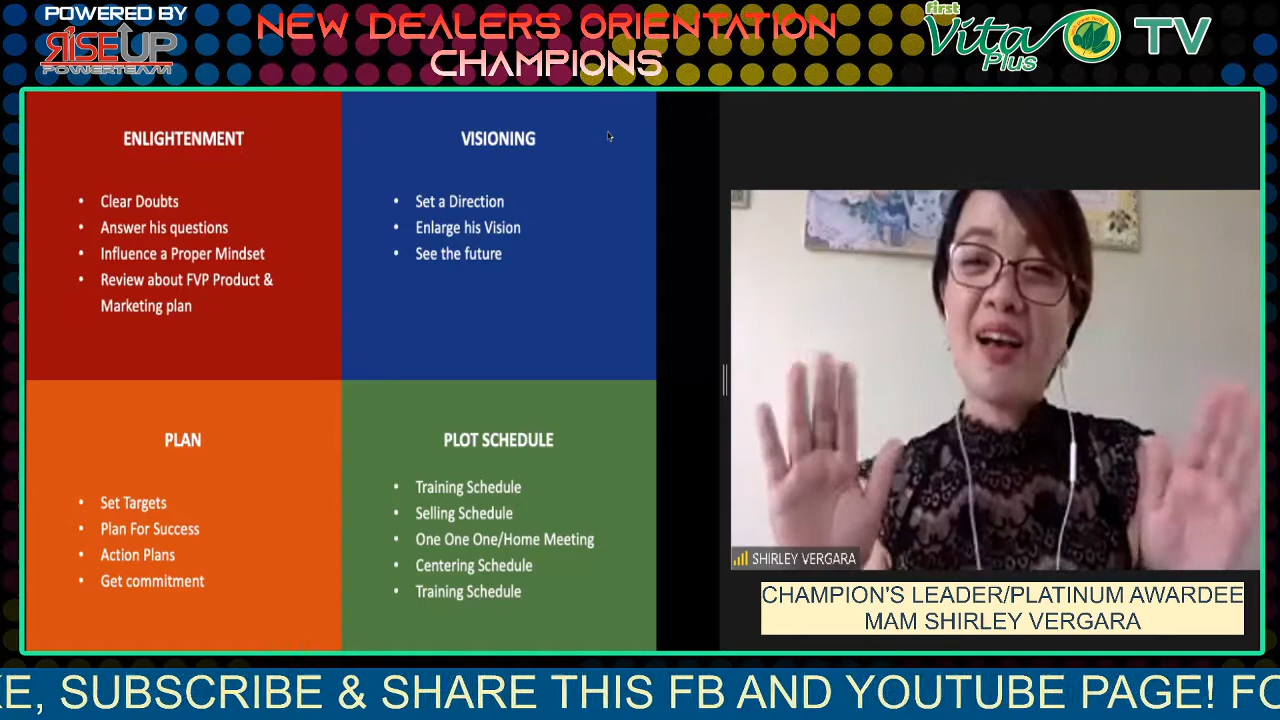 POWERED BY
RISEUP
POWERTEAM
NEW DEALERS ORIENTATION
CHAMPIONS
first
Vita
Plus
TV
ENLIGHTENMENT
• Clear Doubts
• Answer his questions
• Influence a Proper Mindset
• Review about FVP Product &
Marketing plan
VISIONING
• Set a Direction
• Enlarge his Vision
• See the future
PLAN
• Set Targets
• Plan For Success
• Action Plans
• Get commitment
PLOT SCHEDULE
• Training Schedule
• Selling Schedule
• One One One/Home Meeting
• Centering Schedule
• Training Schedule
SHIRLEY VERGARA
CHAMPION'S LEADER/PLATINUM AWARDEE
MAM SHIRLEY VERGARA
KE, SUBSCRIBE & SHARE THIS FB AND YOUTUBE PAGE! FO